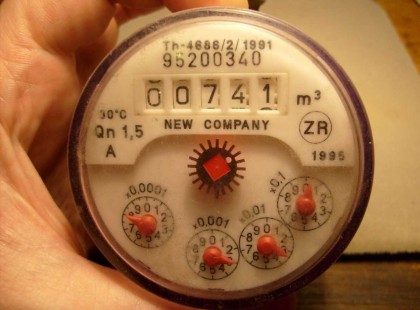 Th-4686/2/1991
95200340
00741 m³
30°C
Qn 1,5
A
NEW COMPANY
ZR
1995
x0,0001
x0,001
x0,01
x0,1